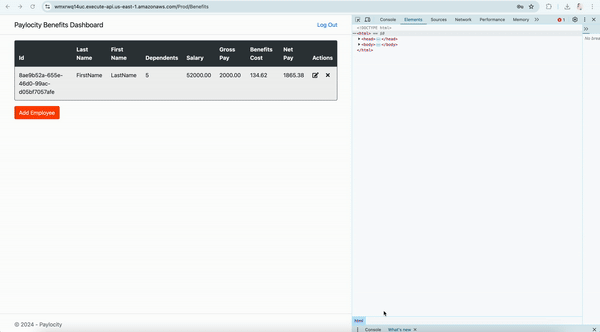 wmxrwq14uc.execute-api.us-east-1.amazonaws.com/Prod/Benefits
Paylocity Benefits Dashboard
Log Out
Id Last Name First Name Dependents Salary Gross Pay Benefits Cost Net Pay Actions
8ae9b52a-655e-46d0-99ac-d05bf7057afe FirstName LastName 5 52000.00 2000.00 134.62 1865.38
Add Employee
© 2024 - Paylocity
Console Elements Sources Network Performance Memory
1
<!DOCTYPE html>
<html> == $0
<head> </head>
<body> </body>
</html>
html
Console What's new